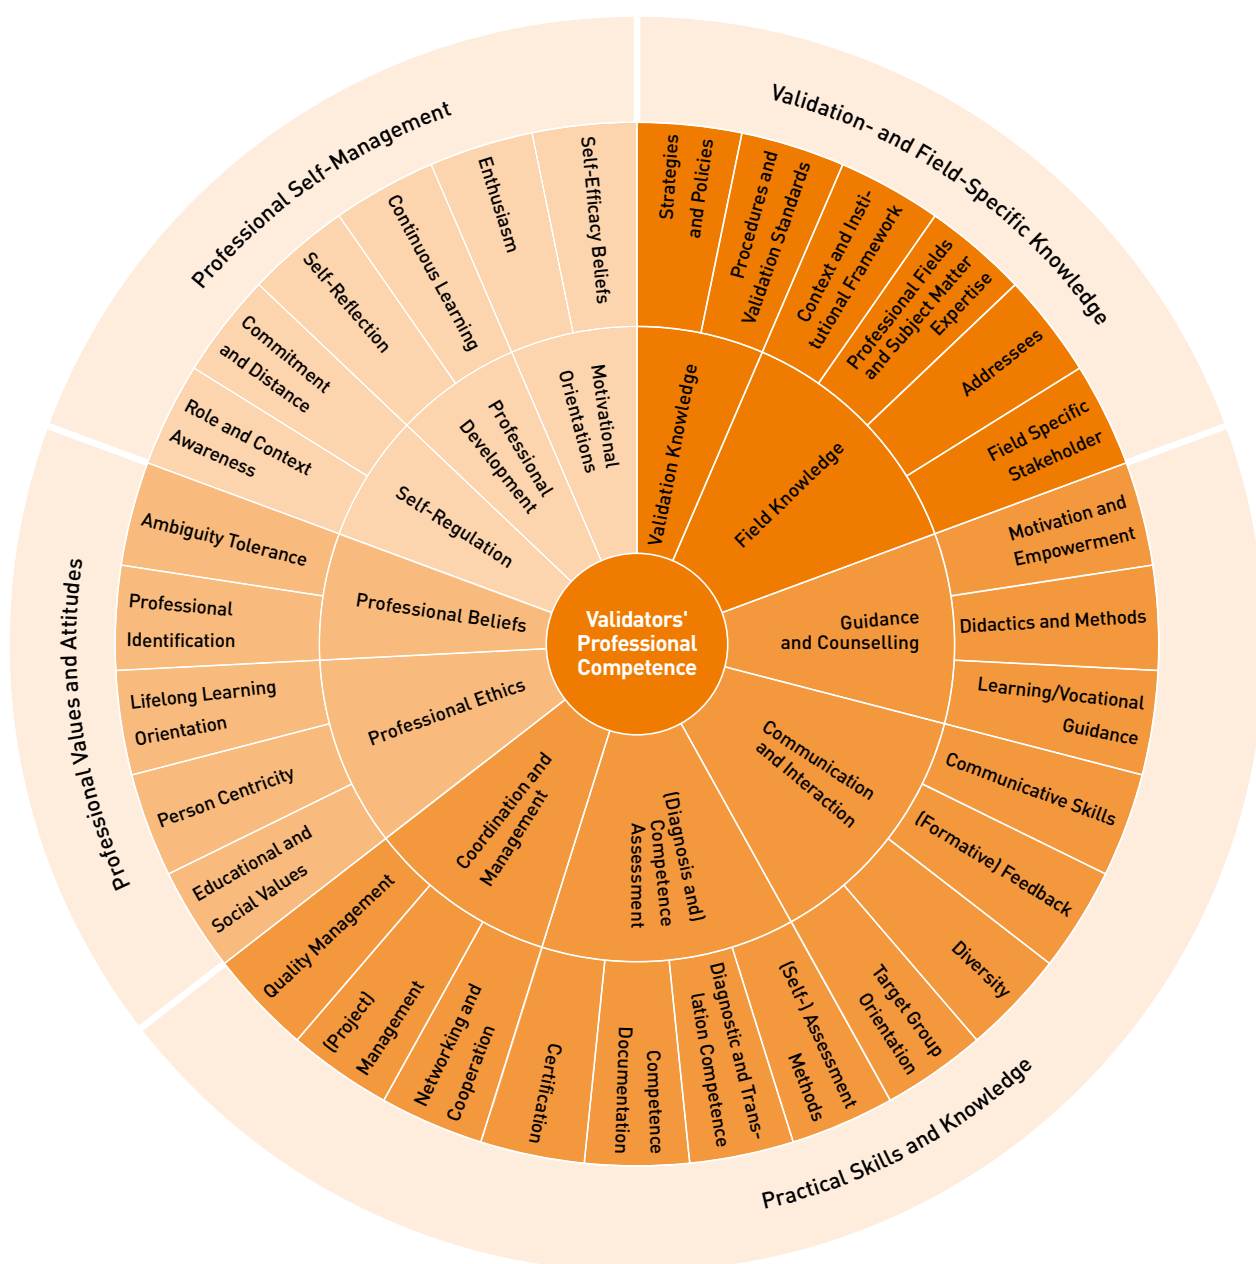 Validators'
Professional
Competence
Validation- and Field-Specific Knowledge
Validation Knowledge
Strategies
and Policies
Procedures and
Validation Standards
Field Knowledge
Context and Insti-
tutional Framework
Professional Fields
and Subject Matter
Expertise
Addressees
Field Specific
Stakeholder
Practical Skills and Knowledge
Guidance
and Counselling
Motivation and
Empowerment
Didactics and Methods
Learning/Vocational
Guidance
Communication
and Interaction
Communicative Skills
(Formative) Feedback
Diversity
Target Group
Orientation
(Diagnosis and)
Competence
Assessment
(Self-) Assessment
Methods
Diagnostic and Trans-
lation Competence
Competence
Documentation
Certification
Coordination and
Management
Networking and
Cooperation
(Project)
Management
Quality Management
Professional Values and Attitudes
Professional Ethics
Educational and
Social Values
Person Centricity
Lifelong Learning
Orientation
Professional Beliefs
Professional
Identification
Ambiguity Tolerance
Professional Self-Management
Self-Regulation
Role and Context
Awareness
Commitment
and Distance
Professional
Development
Self-Reflection
Continuous Learning
Motivational
Orientations
Enthusiasm
Self-Efficacy Beliefs